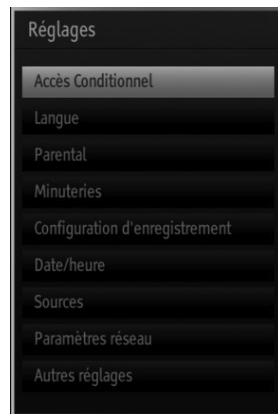 Réglages
Accès Conditionnel
Langue
Parental
Minuteries
Configuration d'enregistrement
Date/heure
Sources
Paramètres réseau
Autres réglages